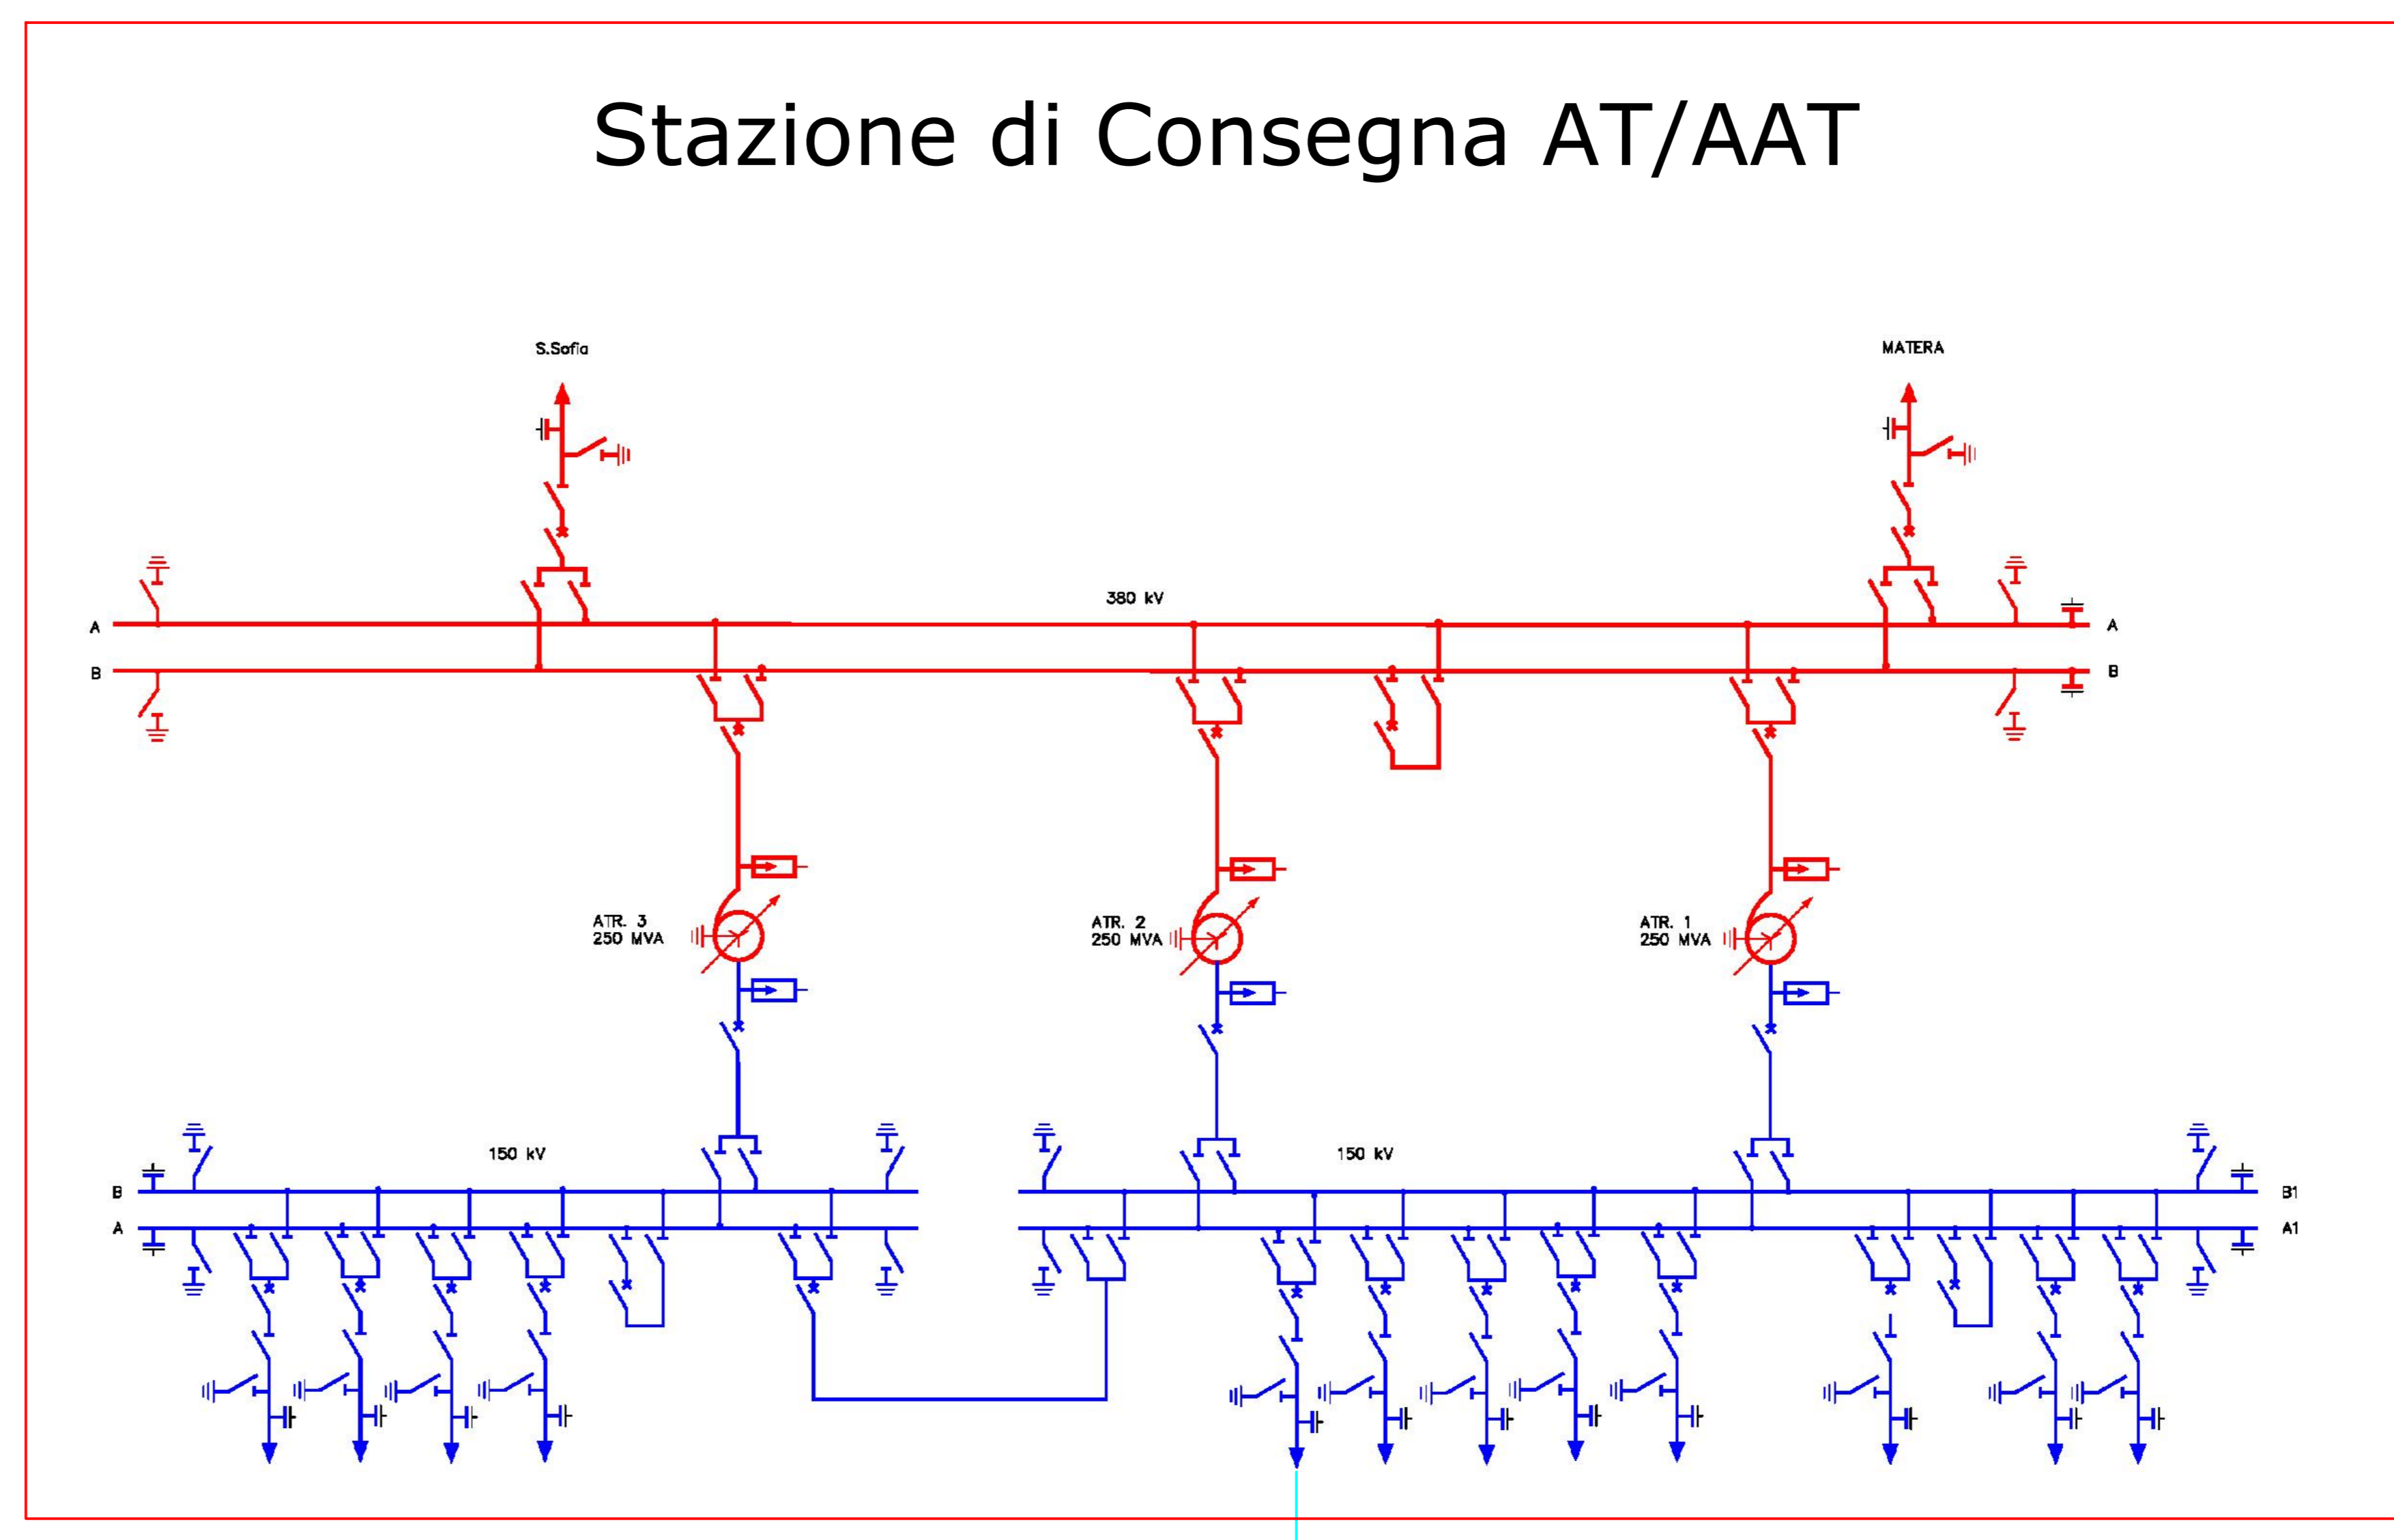 Stazione di Consegna AT/AAT
S.Sofia
MATERA
380 kV
A
A
B
B
ATR. 3
250 MVA
ATR. 2
250 MVA
ATR. 1
250 MVA
150 kV
150 kV
B
B1
A
A1